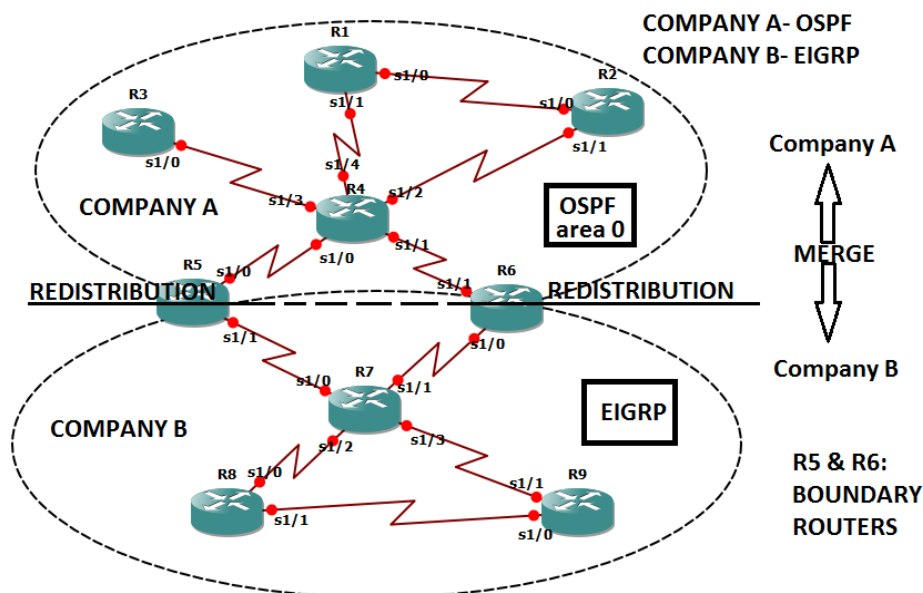 COMPANY A- OSPF
COMPANY B- EIGRP
R1
s1/0
s1/1
R2
s1/0
s1/1
R3
s1/0
Company A
s1/4
R4
s1/3
s1/2
COMPANY A
OSPF
area 0
s1/1
s1/0
MERGE
R5
s1/0
R6
s1/1
REDISTRIBUTION
REDISTRIBUTION
s1/1
s1/0
Company B
R7
s1/0
s1/1
EIGRP
COMPANY B
s1/2
s1/3
R8
s1/0
s1/1
R9
s1/1
s1/0
R5 & R6:
BOUNDARY
ROUTERS